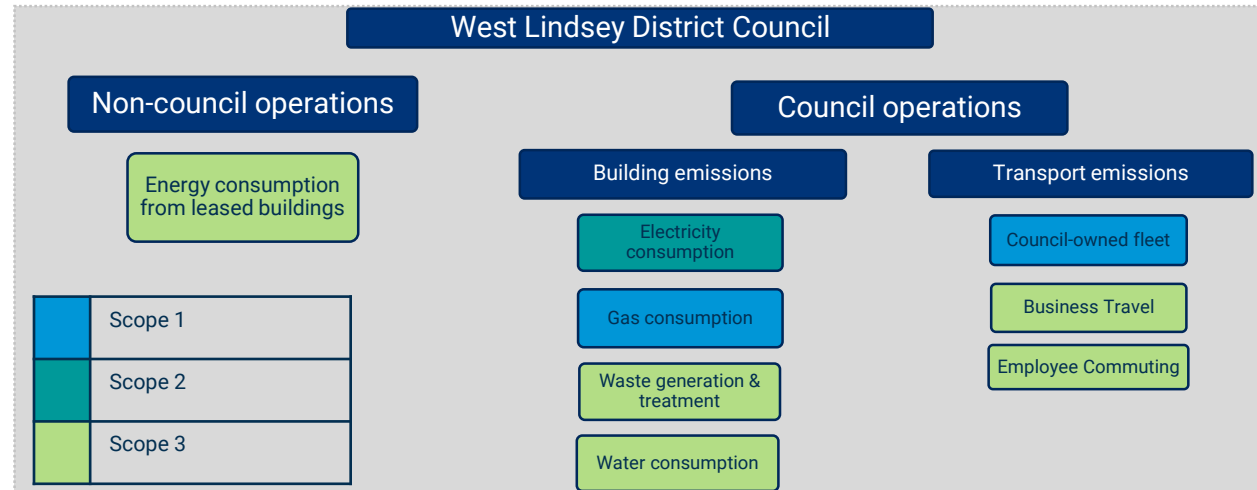 West Lindsey District Council
Non-council operations
Energy consumption
from leased buildings
Scope 1
Scope 2
Scope 3
Council operations
Building emissions
Electricity
consumption
Gas consumption
Waste generation &
treatment
Water consumption
Transport emissions
Council-owned fleet
Business Travel
Employee Commuting